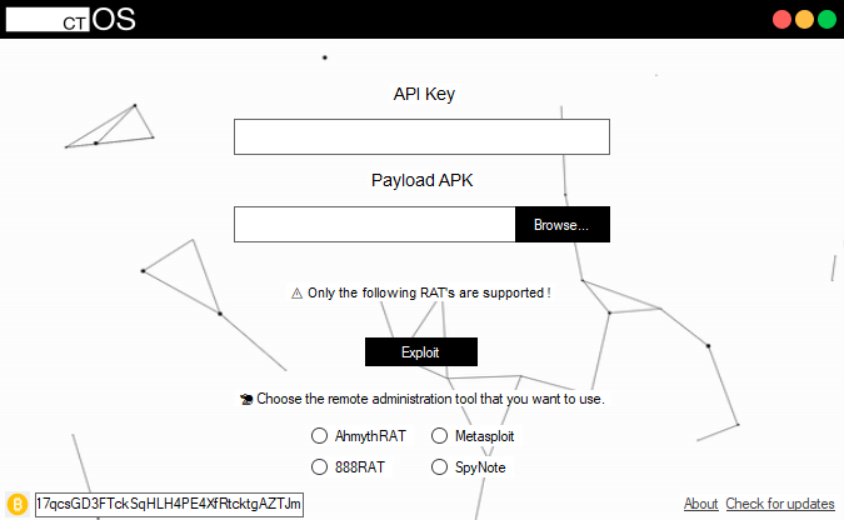 CT OS
API Key
Payload APK
Browse...
⚠ Only the following RAT's are supported !
Exploit
Choose the remote administration tool that you want to use.
AhmythRAT Metasploit
888RAT SpyNote
17qcsGD3FTckSqHLH4PE4XfRtcktgAZTJm About Check for updates